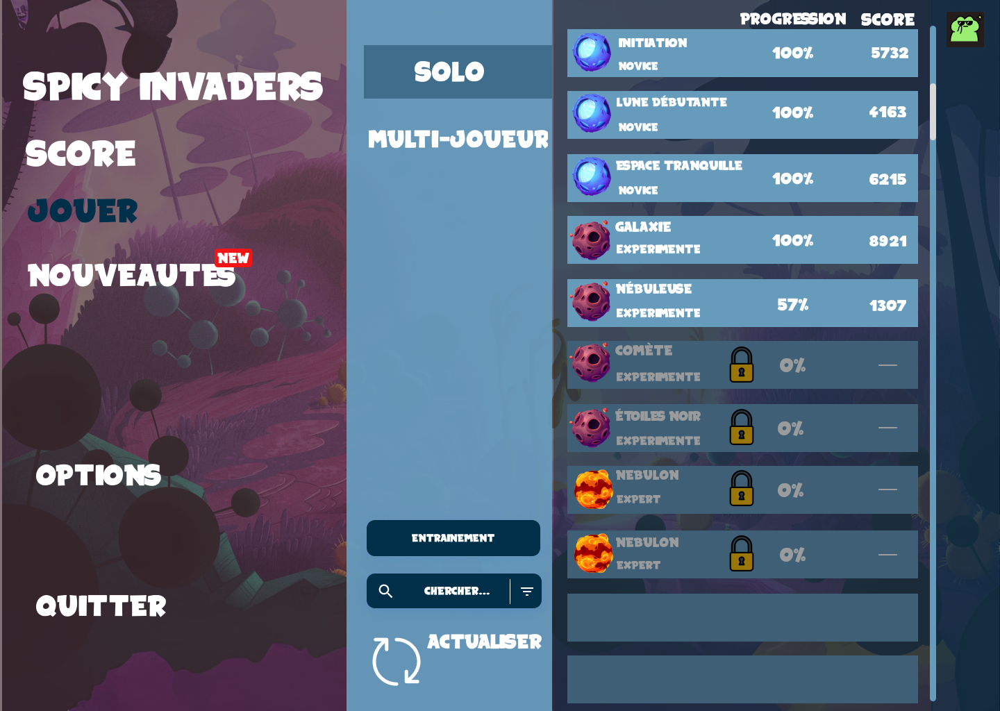 SPICY INVADERS
SCORE
JOUER
NEW
NOUVEAUTES
OPTIONS
QUITTER
SOLO
MULTI-JOUEUR
ENTRAINEMENT
CHERCHER...
ACTUALISER
PROGRESSION SCORE
INITIATION
NOVICE
100% 5732
LUNE DÉBUTANTE
NOVICE
100% 4163
ESPACE TRANQUILLE
NOVICE
100% 6215
GALAXIE
EXPERIMENTE
100% 8921
NÉBULEUSE
EXPERIMENTE
57% 1307
COMÈTE
EXPERIMENTE
0% —
ÉTOILES NOIR
EXPERIMENTE
0% —
NEBULON
EXPERT
0% —
NEBULON
EXPERT
0% —